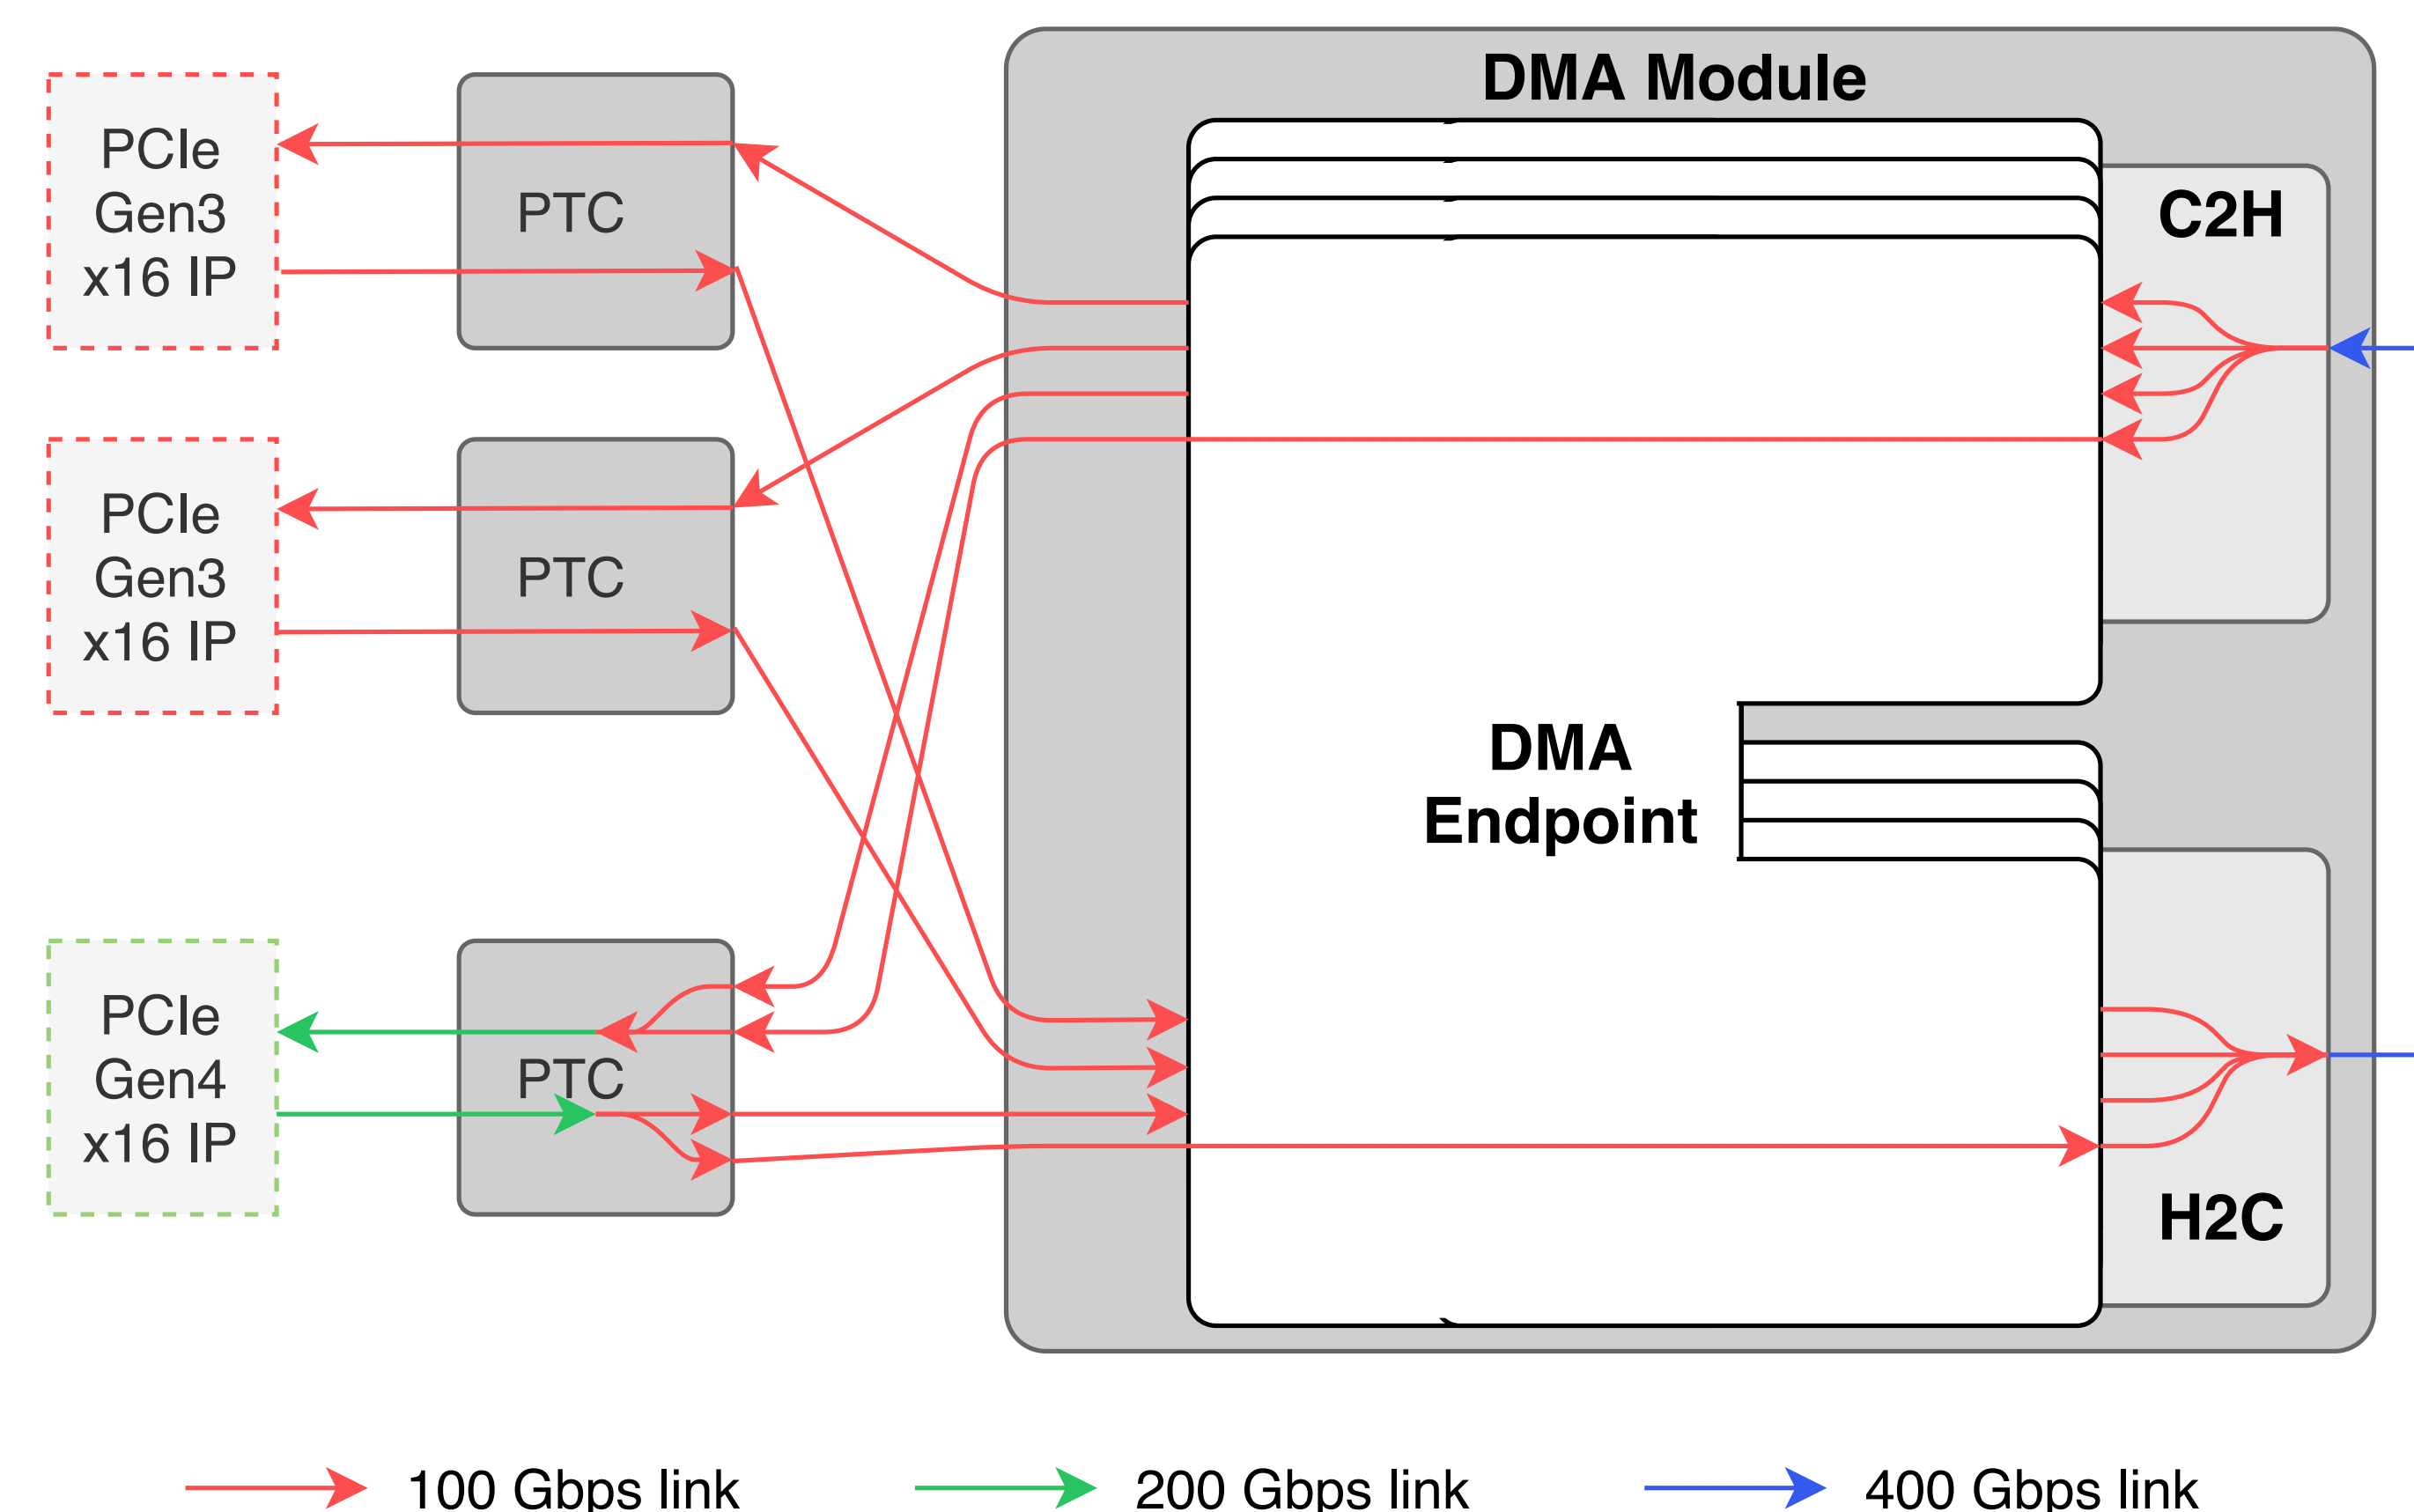 DMA Module
PCIe
Gen3
x16 IP
PTC
C2H
PCIe
Gen3
x16 IP
PTC
DMA
Endpoint
PCIe
Gen4
x16 IP
PTC
H2C
100 Gbps link
200 Gbps link
400 Gbps link